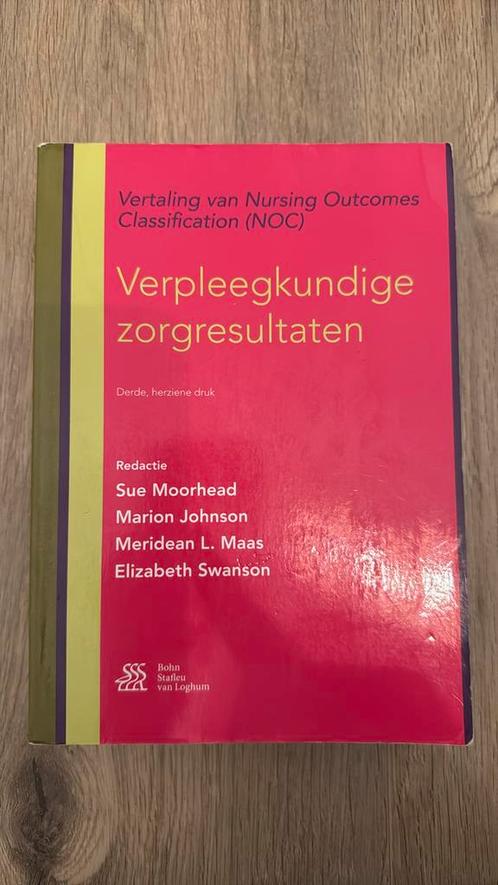 Vertaling van Nursing Outcomes
Classification (NOC)
Verpleegkundige
zorgresultaten
Derde, herziene druk
Redactie
Sue Moorhead
Marion Johnson
Meridean L. Maas
Elizabeth Swanson
Bohn
Stafleu
van Loghum